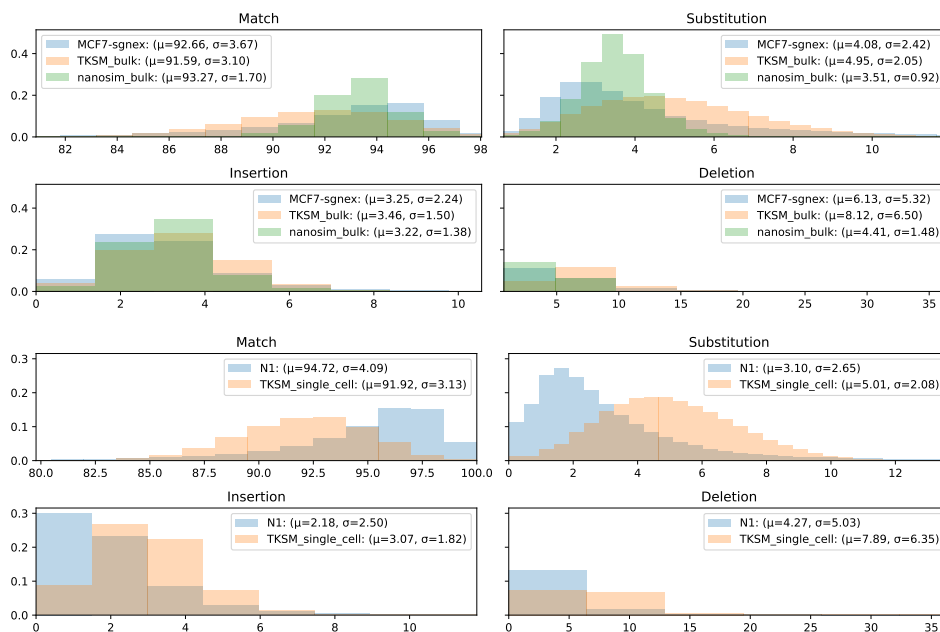 Match
Substitution
MCF7-sgnex: (μ=92.66, σ=3.67)
TKSM_bulk: (μ=91.59, σ=3.10)
nanosim_bulk: (μ=93.27, σ=1.70)
MCF7-sgnex: (μ=4.08, σ=2.42)
TKSM_bulk: (μ=4.95, σ=2.05)
nanosim_bulk: (μ=3.51, σ=0.92)
0.4
0.2
0.0
82 84 86 88 90 92 94 96 98
2 4 6 8 10
Insertion
Deletion
MCF7-sgnex: (μ=3.25, σ=2.24)
TKSM_bulk: (μ=3.46, σ=1.50)
nanosim_bulk: (μ=3.22, σ=1.38)
MCF7-sgnex: (μ=6.13, σ=5.32)
TKSM_bulk: (μ=8.12, σ=6.50)
nanosim_bulk: (μ=4.41, σ=1.48)
0.4
0.2
0.0
0 2 4 6 8 10
5 10 15 20 25 30 35
Match
Substitution
N1: (μ=94.72, σ=4.09)
TKSM_single_cell: (μ=91.92, σ=3.13)
N1: (μ=3.10, σ=2.65)
TKSM_single_cell: (μ=5.01, σ=2.08)
0.3
0.2
0.1
0.0
80.0 82.5 85.0 87.5 90.0 92.5 95.0 97.5 100.0
0 2 4 6 8 10 12
Insertion
Deletion
N1: (μ=2.18, σ=2.50)
TKSM_single_cell: (μ=3.07, σ=1.82)
N1: (μ=4.27, σ=5.03)
TKSM_single_cell: (μ=7.89, σ=6.35)
0.3
0.2
0.1
0.0
0 2 4 6 8 10
0 5 10 15 20 25 30 35